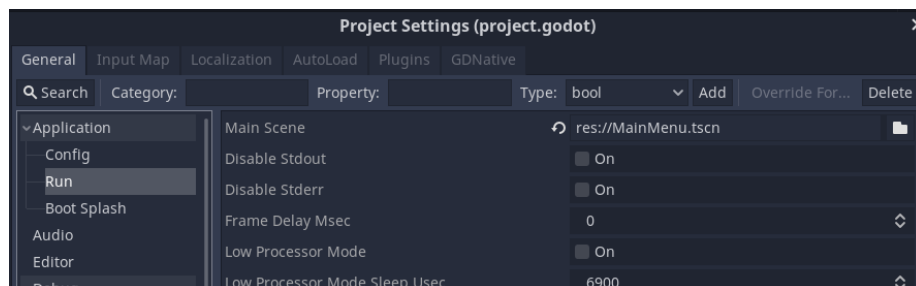 Project Settings (project.godot)
General Input Map Localization AutoLoad Plugins GDNative
Search Category: Property: Type: bool Add Override For... Delete
Application Main Scene res://MainMenu.tscn
Config Disable Stdout On
Run Disable Stderr On
Boot Splash Frame Delay Msec 0
Audio Low Processor Mode On
Editor Low Processor Mode Sleep Usec 6900
Debug